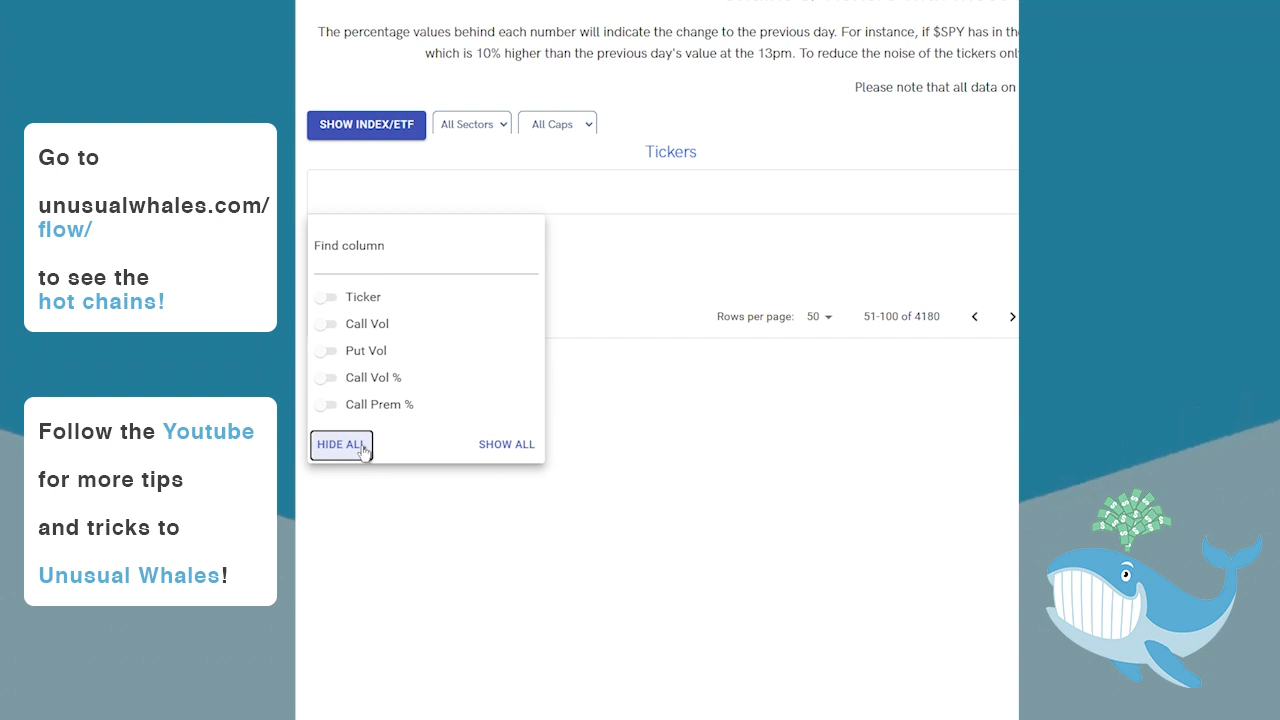 Go to
unusualwhales.com/
flow/
to see the
hot chains!
Follow the Youtube
for more tips
and tricks to
Unusual Whales!
The percentage values behind each number will indicate the change to the previous day. For instance, if $SPY has in the
which is 10% higher than the previous day's value at the 13pm. To reduce the noise of the tickers onl
Please note that all data on
SHOW INDEX/ETF
All Sectors
All Caps
Tickers
Find column
Ticker
Call Vol
Put Vol
Call Vol %
Call Prem %
HIDE ALL
SHOW ALL
Rows per page: 50 51-100 of 4180